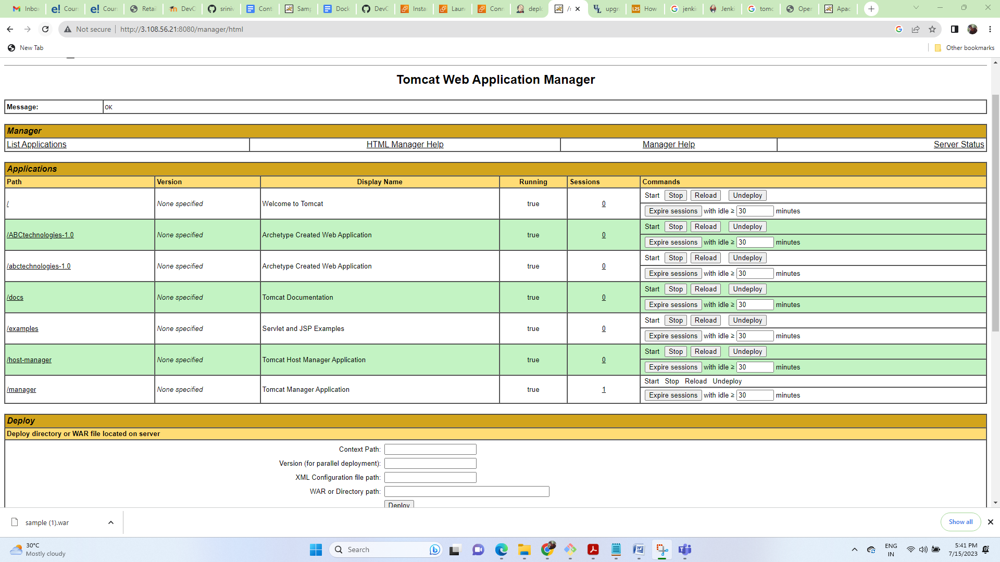 Inbo
Cours
Cours
Retai
DevC
sriniv
Cont
Samp
Dock
DevC
Insta
Laun
Conn
deplo
/r
upgr
How
jenki
Jenki
tomc
Oper
Apac
Not secure
http://3.108.56.21:8080/manager/html
New Tab
Other bookmarks
Tomcat Web Application Manager
Message: OK
Manager
List Applications HTML Manager Help Manager Help Server Status
Applications
Path Version Display Name Running Sessions Commands
/ None specified Welcome to Tomcat true 0 Start Stop Reload Undeploy
Expire sessions with idle ≥ 30 minutes
/ABCtechnologies-1.0 None specified Archetype Created Web Application true 0 Start Stop Reload Undeploy
Expire sessions with idle ≥ 30 minutes
/abctechnologies-1.0 None specified Archetype Created Web Application true 0 Start Stop Reload Undeploy
Expire sessions with idle ≥ 30 minutes
/docs None specified Tomcat Documentation true 0 Start Stop Reload Undeploy
Expire sessions with idle ≥ 30 minutes
/examples None specified Servlet and JSP Examples true 0 Start Stop Reload Undeploy
Expire sessions with idle ≥ 30 minutes
/host-manager None specified Tomcat Host Manager Application true 0 Start Stop Reload Undeploy
Expire sessions with idle ≥ 30 minutes
/manager None specified Tomcat Manager Application true 1 Start Stop Reload Undeploy
Expire sessions with idle ≥ 30 minutes
Deploy
Deploy directory or WAR file located on server
Context Path:
Version (for parallel deployment):
XML Configuration file path:
WAR or Directory path:
Deploy
sample (1).war
Show all
30°C
Mostly cloudy
Search
ENG
IN
5:41 PM
7/15/2023